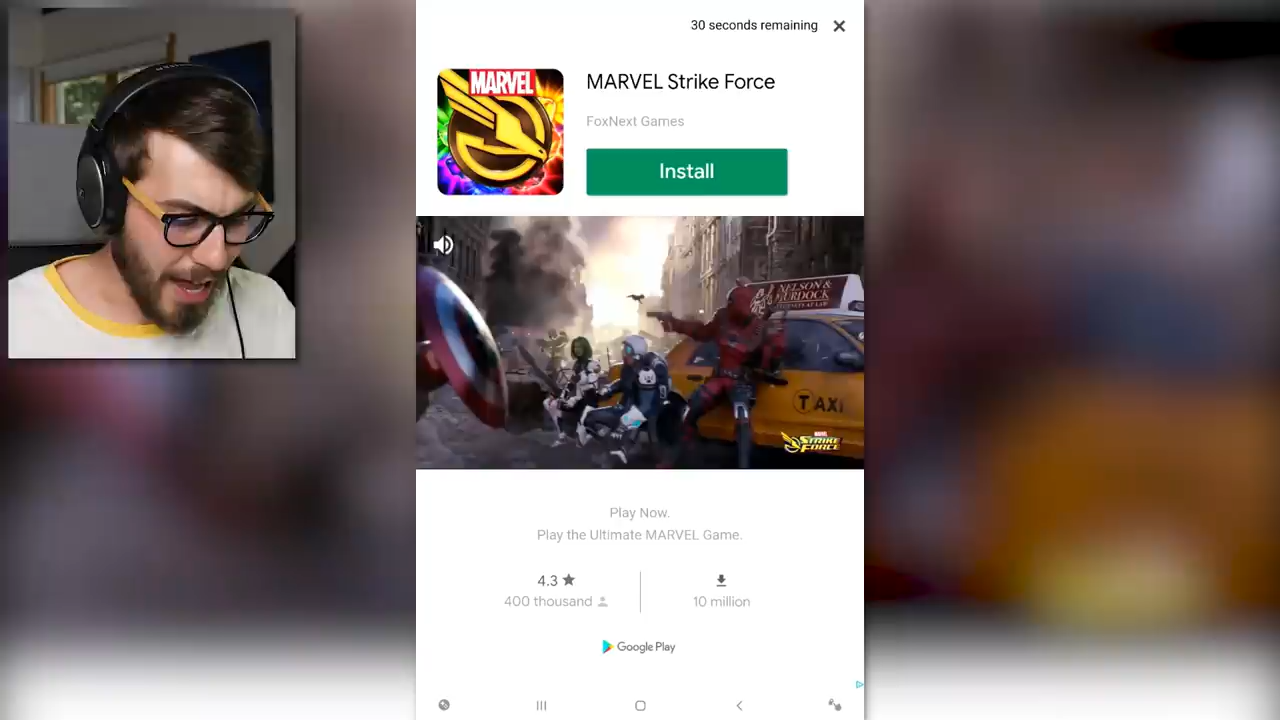 30 seconds remaining
MARVEL
MARVEL Strike Force
FoxNext Games
Install
NELSON &
MURDOCK
TAXI
MARVEL
STRIKE
FORCE
Play Now.
Play the Ultimate MARVEL Game.
4.3
400 thousand
10 million
Google Play